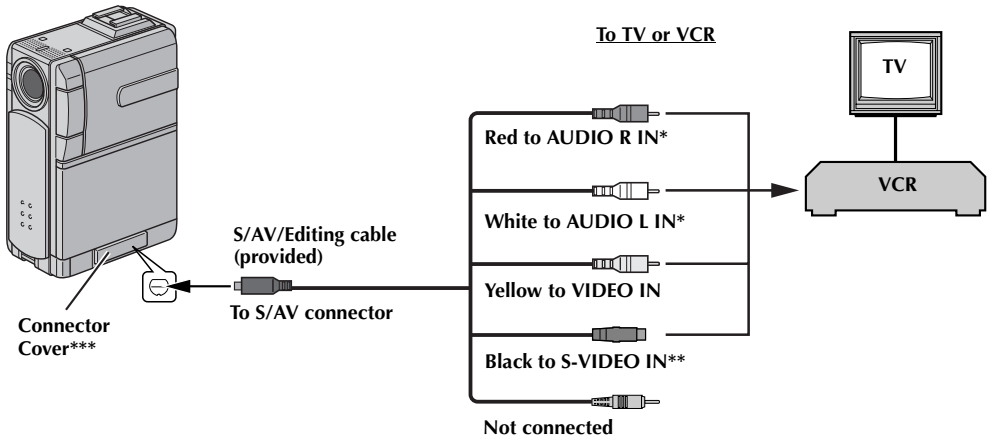 To TV or VCR
TV
Red to AUDIO R IN*
White to AUDIO L IN*
VCR
S/AV/Editing cable
(provided)
Yellow to VIDEO IN
To S/AV connector
Connector
Cover***
Black to S-VIDEO IN**
Not connected